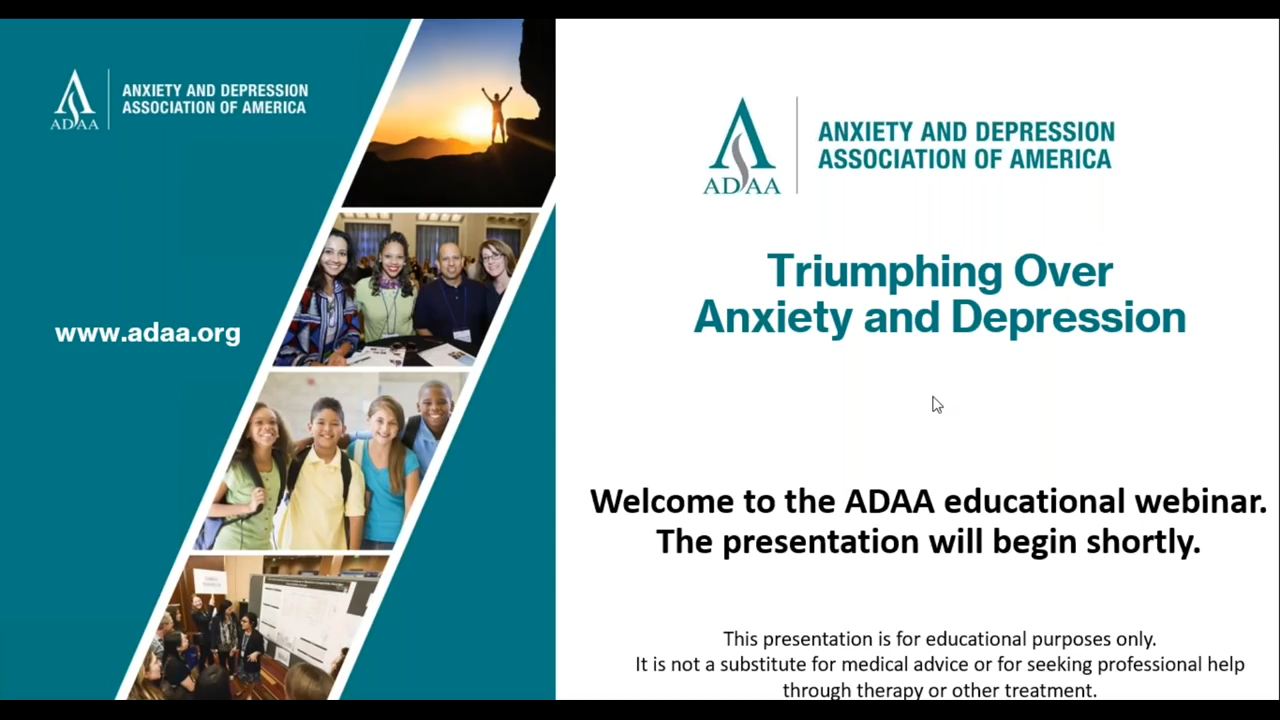 ADAA
ANXIETY AND DEPRESSION
ASSOCIATION OF AMERICA
www.adaa.org
ADAA
ANXIETY AND DEPRESSION
ASSOCIATION OF AMERICA
Triumphing Over
Anxiety and Depression
Welcome to the ADAA educational webinar.
The presentation will begin shortly.
This presentation is for educational purposes only.
It is not a substitute for medical advice or for seeking professional help
through therapy or other treatment.